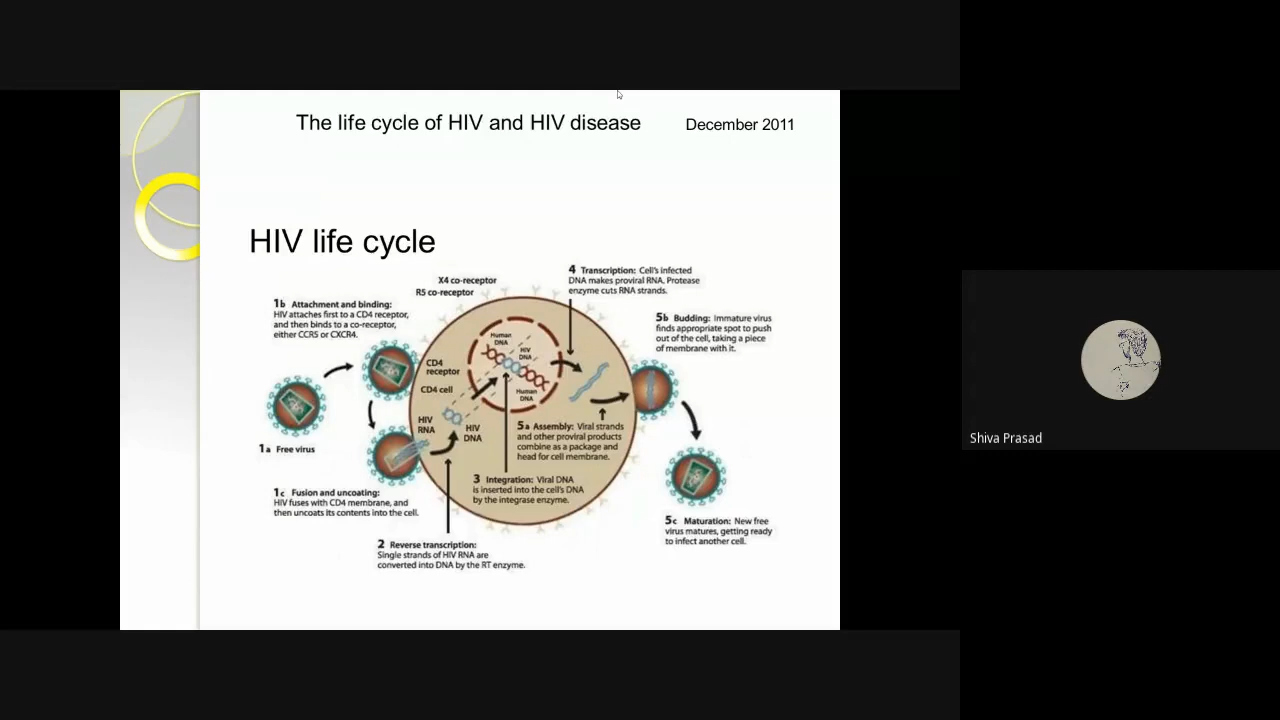 The life cycle of HIV and HIV disease
December 2011
HIV life cycle
X4 co-receptor
R5 co-receptor
4 Transcription: Cell's infected
DNA makes proviral RNA. Protease
enzyme cuts RNA strands.
1b Attachment and binding:
HIV attaches first to a CD4 receptor,
and then binds to a co-receptor,
either CCR5 or CXCR4.
5b Budding: Immature virus
finds appropriate spot to push
out of the cell, taking a piece
of membrane with it.
Human
DNA
HIV
DNA
Human
DNA
CD4
receptor
CD4 cell
HIV
RNA
HIV
DNA
1a Free virus
5a Assembly: Viral strands
and other proviral products
combine as a package and
head for cell membrane.
3 Integration: Viral DNA
is inserted into the cell's DNA
by the integrase enzyme.
1c Fusion and uncoating:
HIV fuses with CD4 membrane, and
then uncoats its contents into the cell.
5c Maturation: New free
virus matures, getting ready
to infect another cell.
2 Reverse transcription:
Single strands of HIV RNA are
converted into DNA by the RT enzyme.
Shiva Prasad